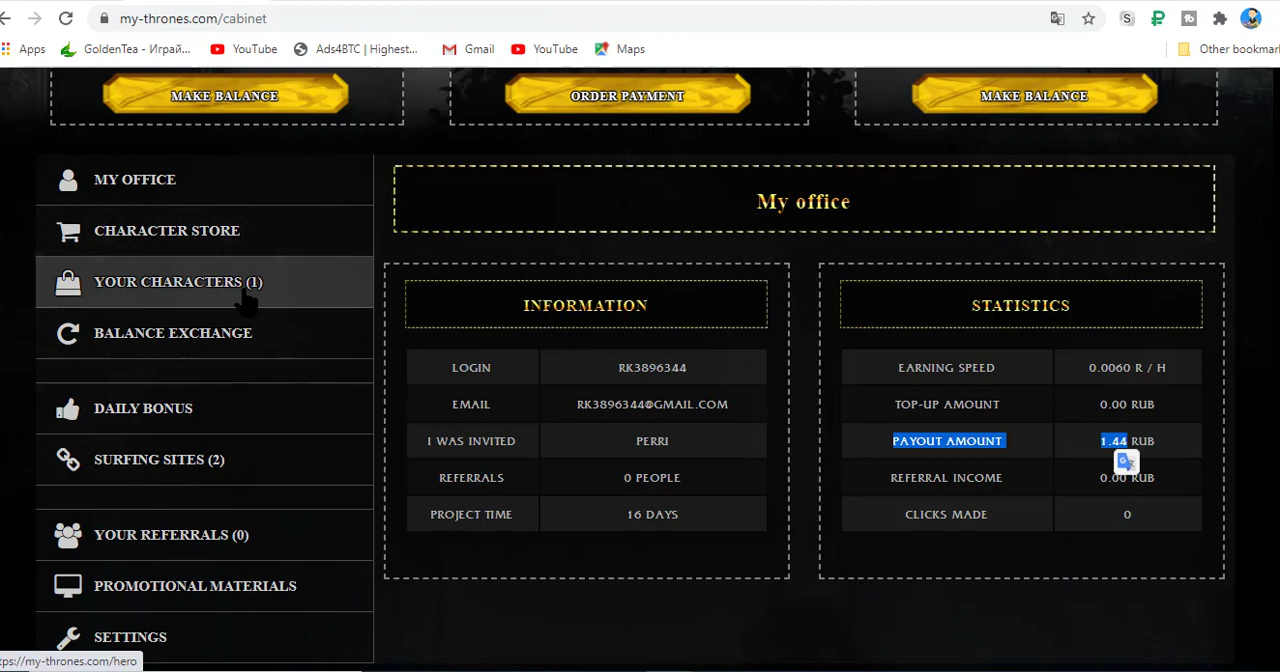 my-thrones.com/cabinet
Apps GoldenTea - Играй... YouTube Ads4BTC | Highest... Gmail YouTube Maps Other bookmar
MAKE BALANCE ORDER PAYMENT MAKE BALANCE
MY OFFICE
CHARACTER STORE
YOUR CHARACTERS (1)
BALANCE EXCHANGE
DAILY BONUS
SURFING SITES (2)
YOUR REFERRALS (0)
PROMOTIONAL MATERIALS
SETTINGS
My office
INFORMATION
LOGIN RK3896344
EMAIL RK3896344@GMAIL.COM
I WAS INVITED PERRI
REFERRALS 0 PEOPLE
PROJECT TIME 16 DAYS
STATISTICS
EARNING SPEED 0.0060 R / H
TOP-UP AMOUNT 0.00 RUB
PAYOUT AMOUNT 1.44 RUB
REFERRAL INCOME 0.00 RUB
CLICKS MADE 0
tps://my-thrones.com/hero